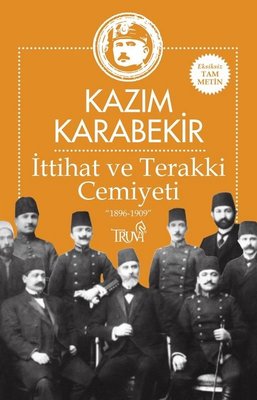 Eksiksiz
TAM
METİN
KAZIM
KARABEKİR
İttihat ve Terakki
Cemiyeti
"1896-1909"
TRUVA